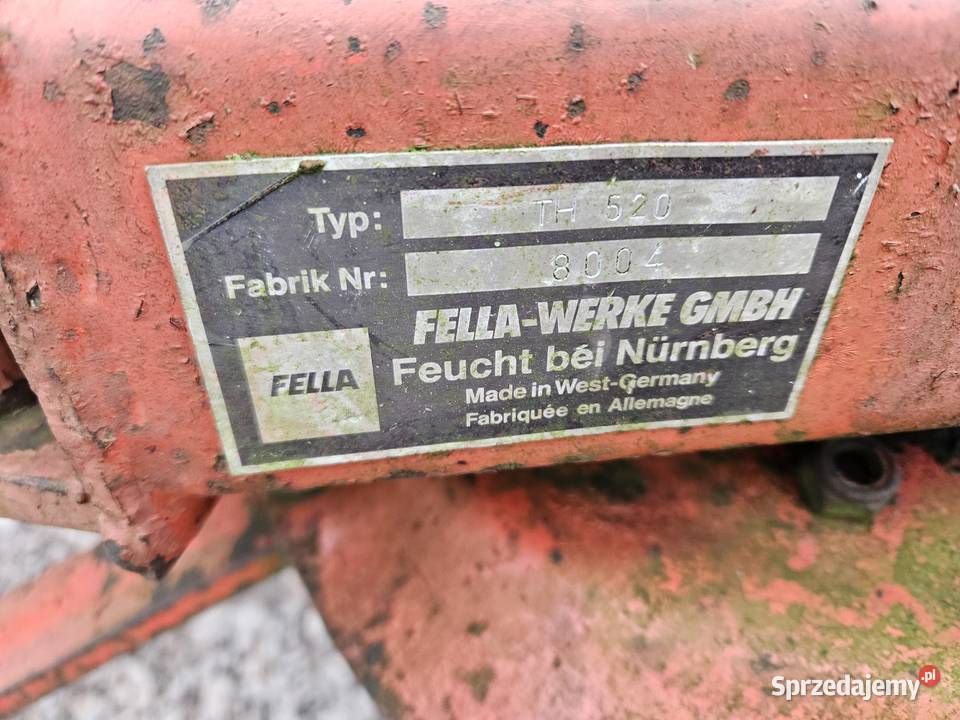 Typ: TH 520
Fabrik Nr: 8004
FELLA-WERKE GMBH
FELLA
Feucht bei Nürnberg
Made in West-Germany
Fabriquée en Allemagne
Sprzedajemy.pl